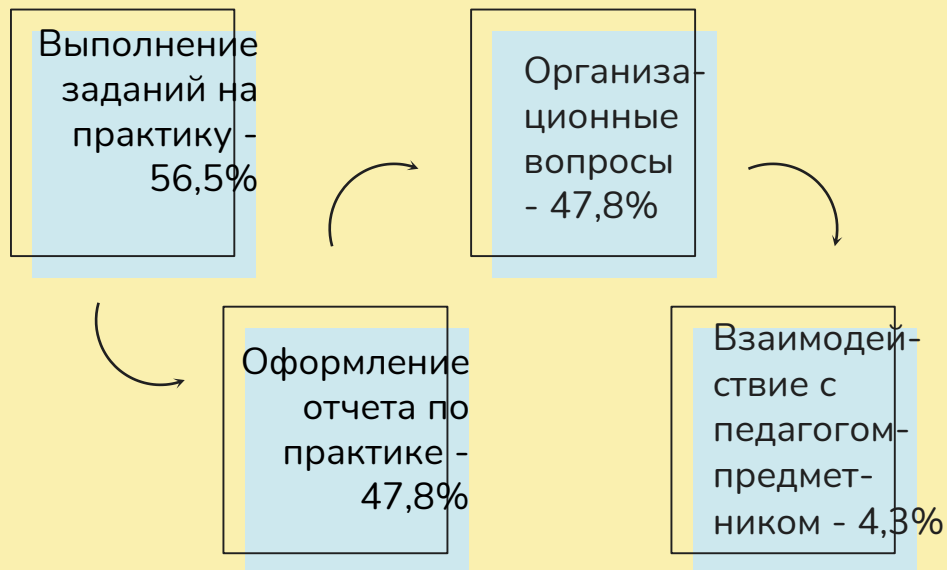 Выполнение
заданий на
практику -
56,5%
Оформление
отчета по
практике -
47,8%
Организа-
ционные
вопросы
- 47,8%
Взаимодей-
ствие с
педагогом-
предмет-
ником - 4,3%